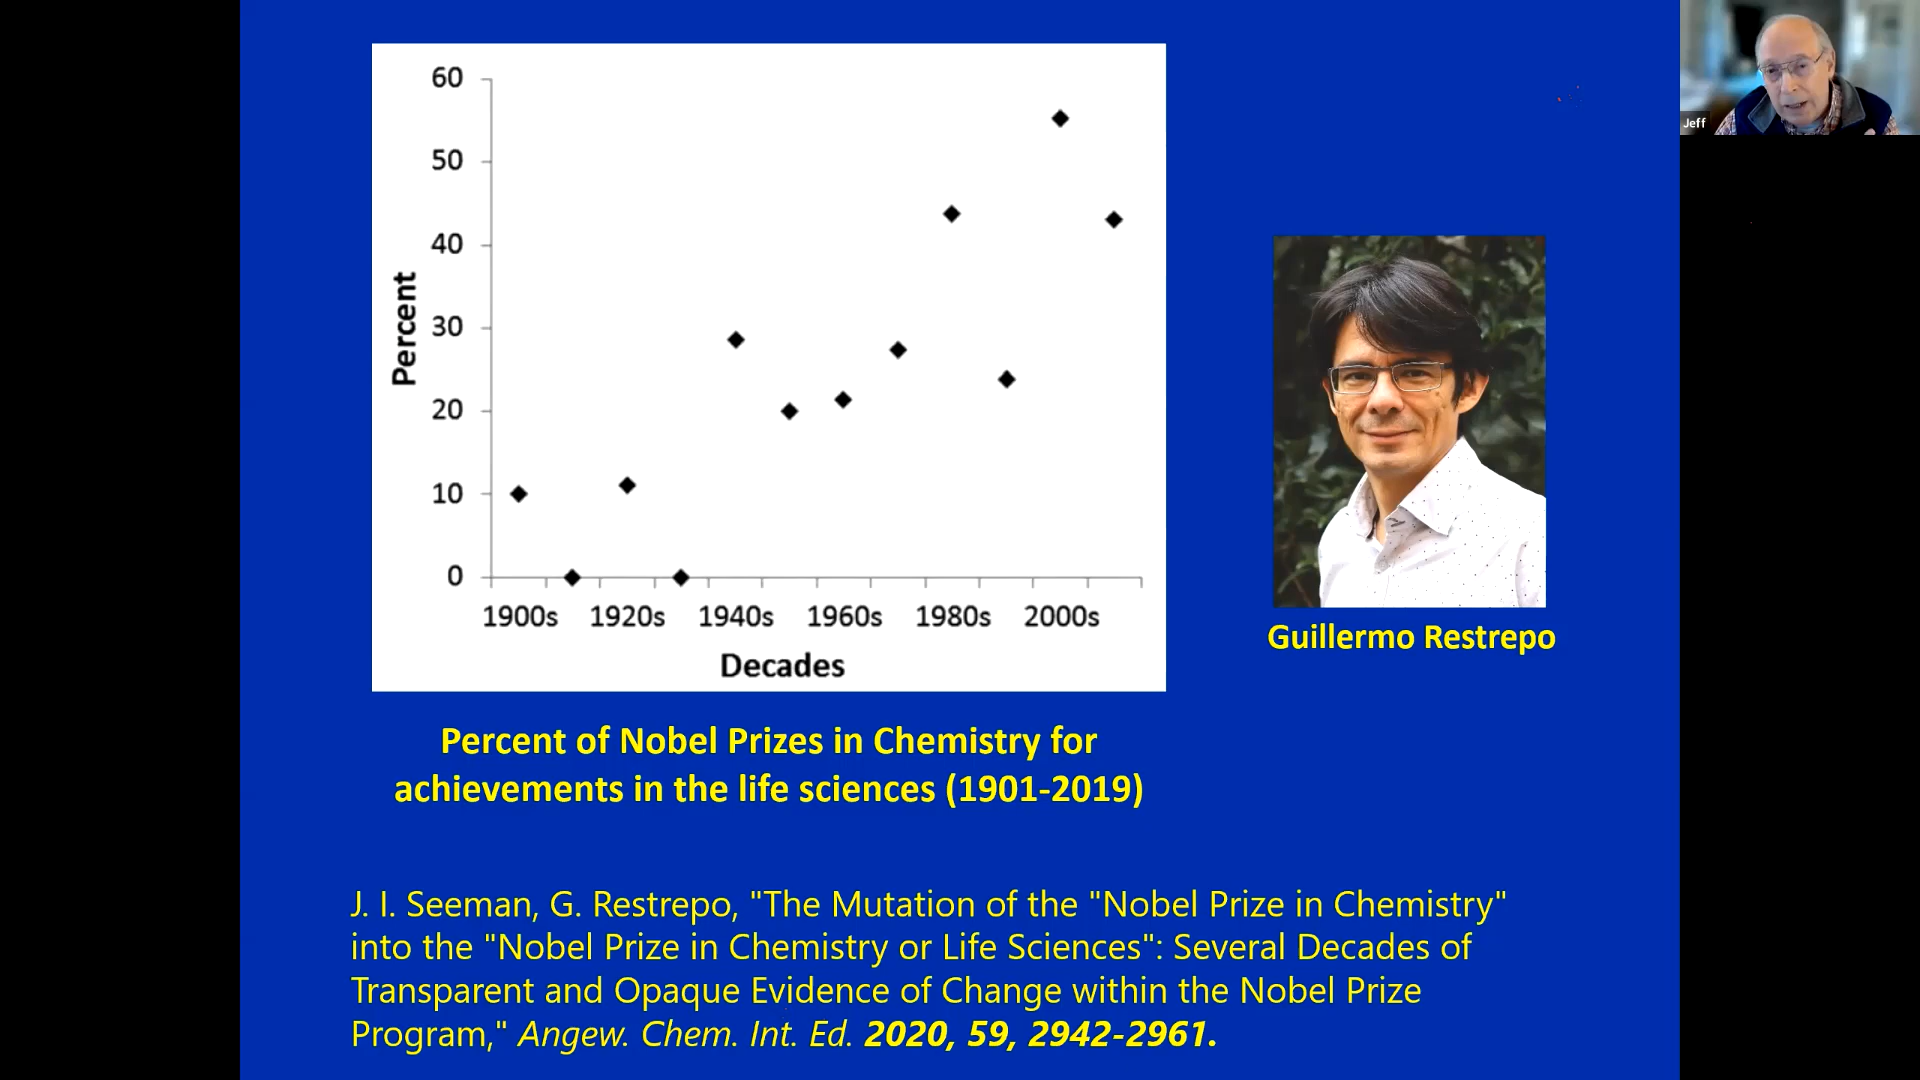 60
50
40
30
20
10
0
Percent
1900s 1920s 1940s 1960s 1980s 2000s
Decades
Jeff
Guillermo Restrepo
Percent of Nobel Prizes in Chemistry for
achievements in the life sciences (1901-2019)
J. I. Seeman, G. Restrepo, "The Mutation of the "Nobel Prize in Chemistry"
into the "Nobel Prize in Chemistry or Life Sciences": Several Decades of
Transparent and Opaque Evidence of Change within the Nobel Prize
Program," Angew. Chem. Int. Ed. 2020, 59, 2942-2961.